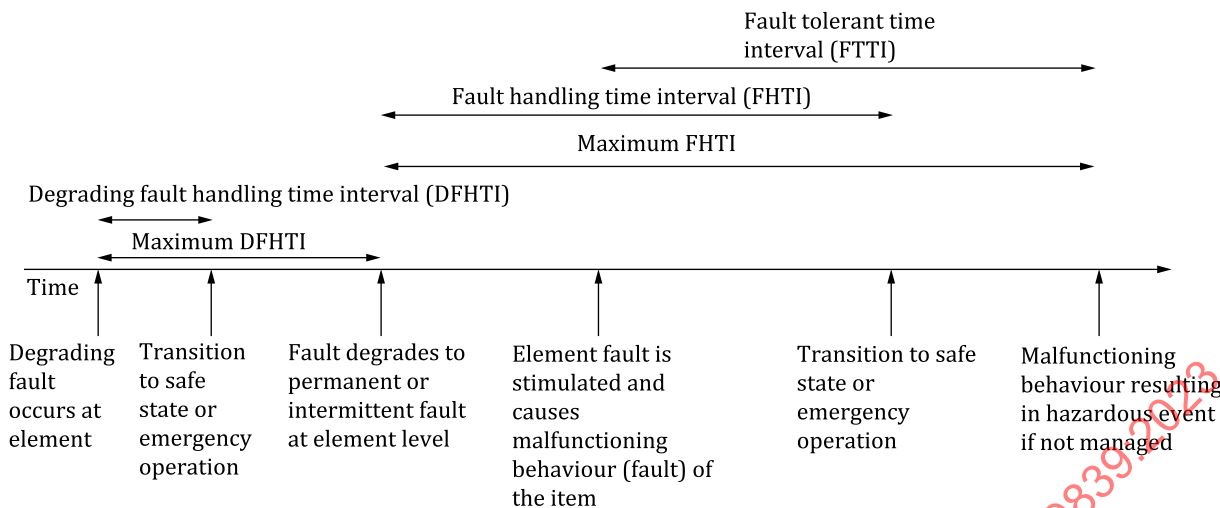 Fault tolerant time
interval (FTTI)
Fault handling time interval (FHTI)
Maximum FHTI
Degrading fault handling time interval (DFHTI)
Maximum DFHTI
Time
Degrading
fault
occurs at
element
Transition
to safe
state or
emergency
operation
Fault degrades to
permanent or
intermittent fault
at element level
Element fault is
stimulated and
causes
malfunctioning
behaviour (fault) of
the item
Transition to safe
state or
emergency
operation
Malfunctioning
behaviour resulting
in hazardous event
if not managed
9839:2023